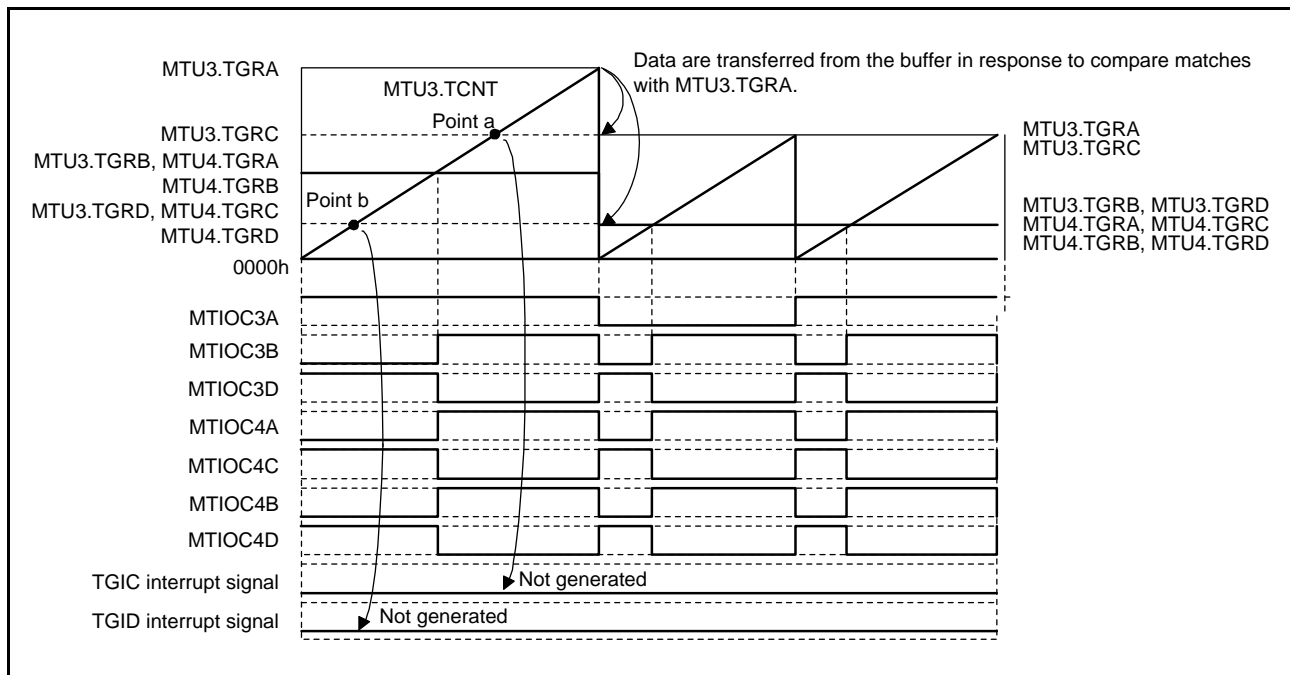 Data are transferred from the buffer in response to compare matches
with MTU3.TGRA.
MTU3.TGRA
MTU3.TCNT
Point a
MTU3.TGRC
MTU3.TGRB, MTU4.TGRA
MTU4.TGRB
Point b
MTU3.TGRD, MTU4.TGRC
MTU4.TGRD
0000h
MTU3.TGRA
MTU3.TGRC
MTU3.TGRB, MTU3.TGRD
MTU4.TGRA, MTU4.TGRC
MTU4.TGRB, MTU4.TGRD
MTIOC3A
MTIOC3B
MTIOC3D
MTIOC4A
MTIOC4C
MTIOC4B
MTIOC4D
TGIC interrupt signal
Not generated
TGID interrupt signal
Not generated